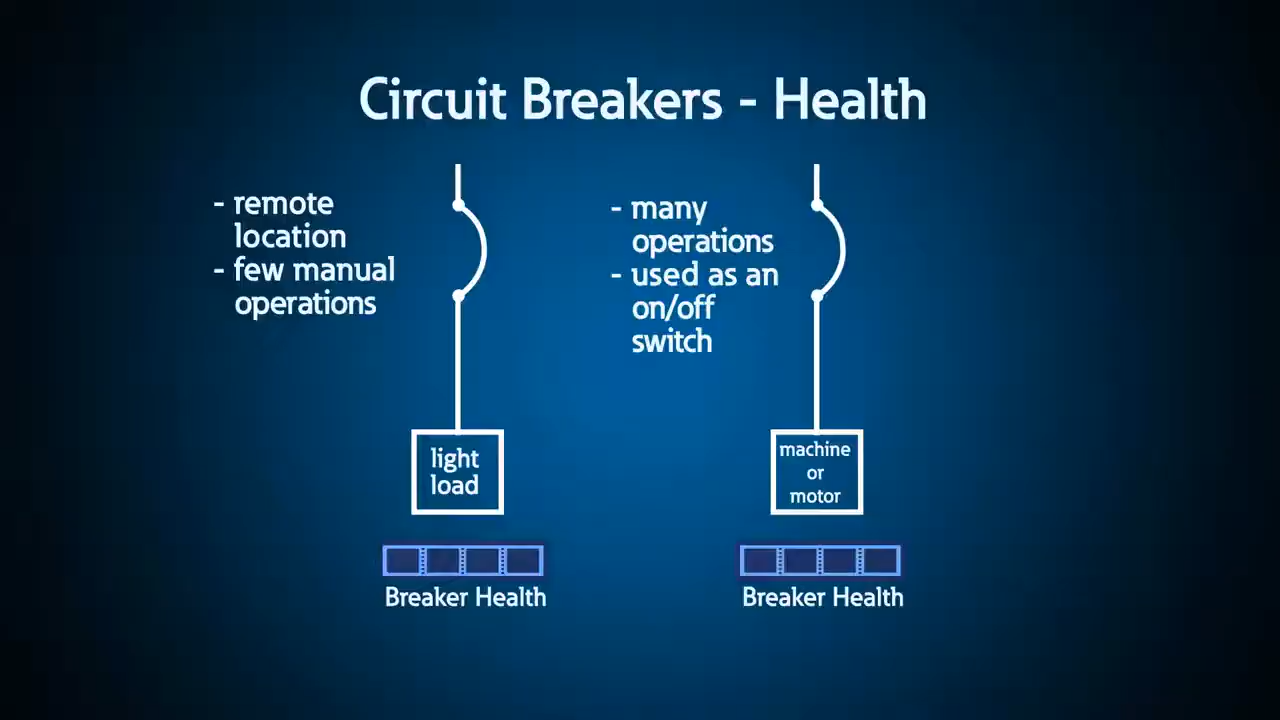 Circuit Breakers - Health
- remote
location
- few manual
operations
- many
operations
- used as an
on/off
switch
light
load
machine
or
motor
Breaker Health
Breaker Health